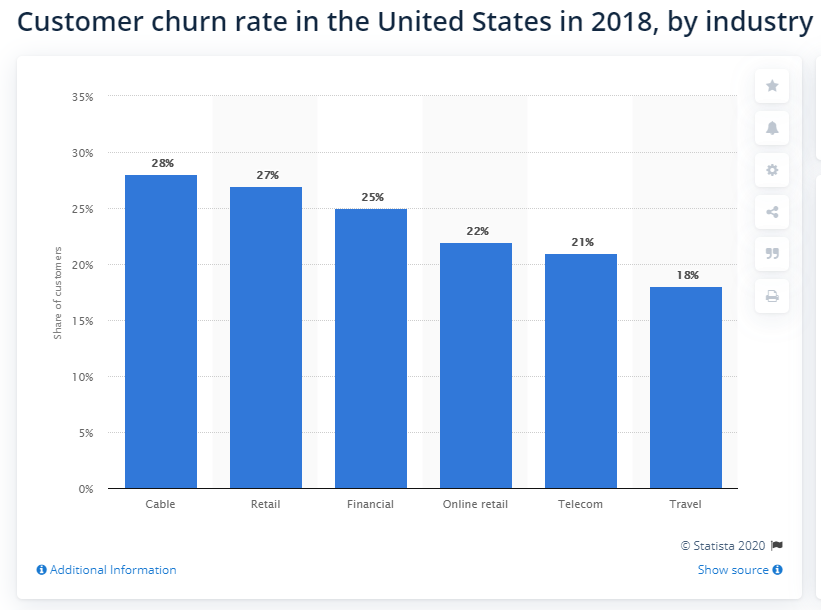 Customer churn rate in the United States in 2018, by industry
35%
30%
25%
20%
15%
10%
5%
0%
Share of customers
28%
27%
25%
22%
21%
18%
Cable Retail Financial Online retail Telecom Travel
© Statista 2020
Additional Information Show source